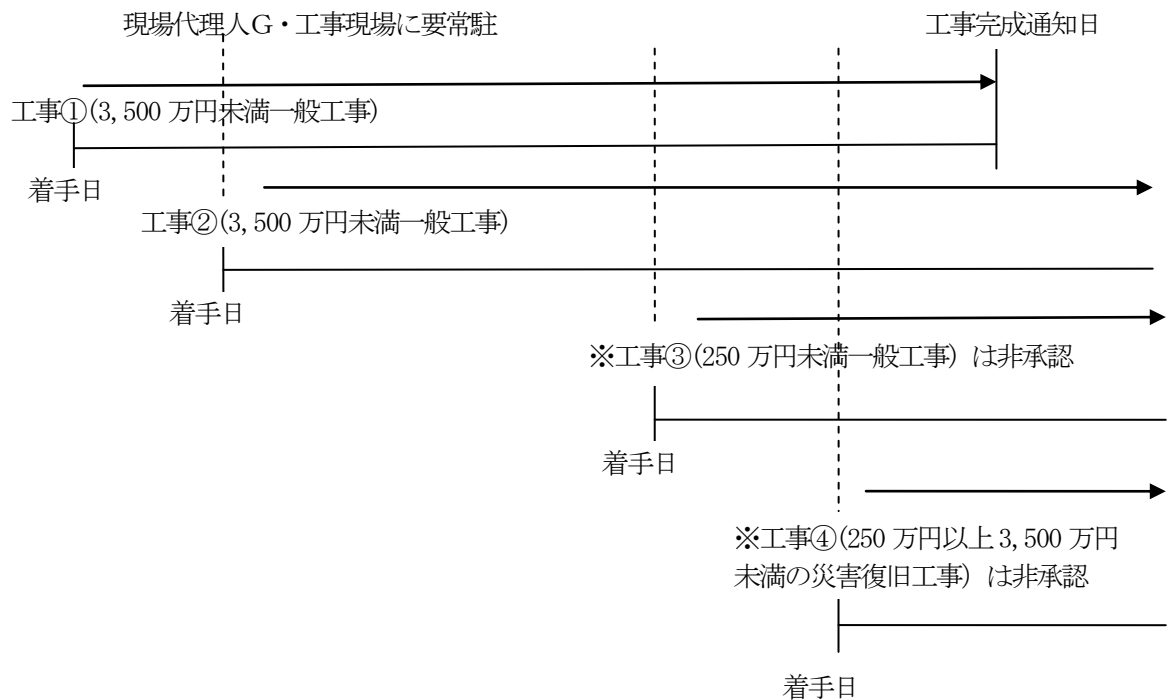 現場代理人G・工事現場に要常駐
工事完成通知日
工事①(3,500 万円未満一般工事)
着手日
工事②(3,500 万円未満一般工事)
着手日
※工事③(250 万円未満一般工事) は非承認
着手日
※工事④(250 万円以上 3,500 万円
未満の災害復旧工事) は非承認
着手日